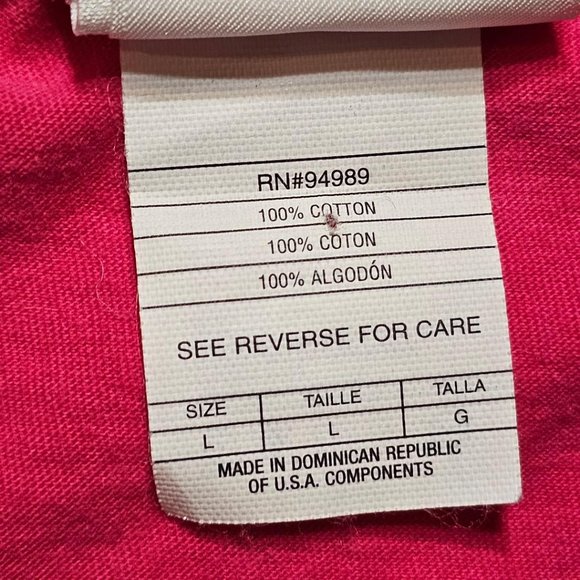 RN#94989
100% COTTON
100% COTON
100% ALGODÓN
SEE REVERSE FOR CARE
SIZE TAILLE TALLA
L L G
MADE IN DOMINICAN REPUBLIC
OF U.S.A. COMPONENTS